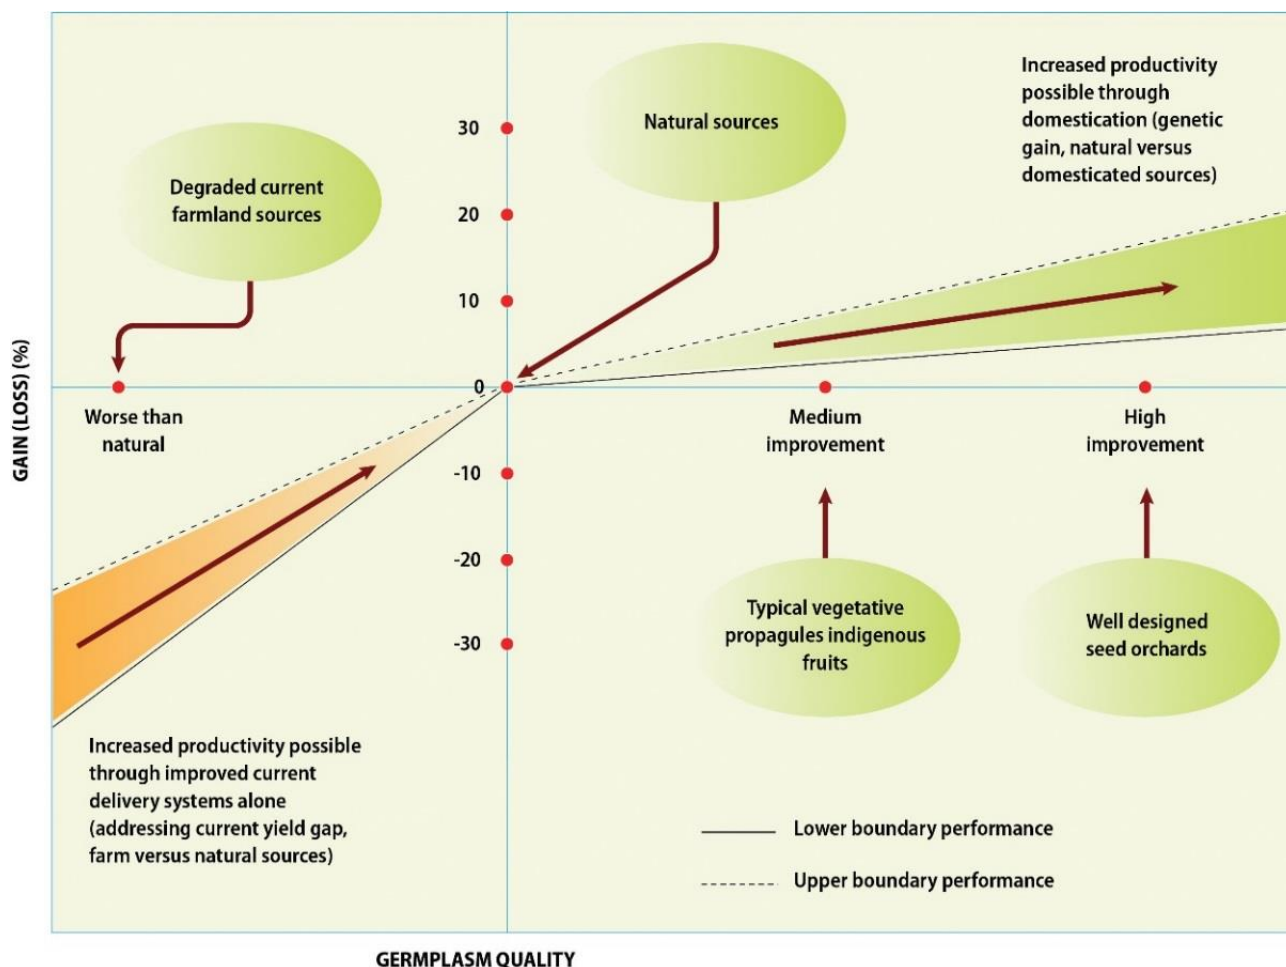 Increased productivity
possible through
domestication (genetic
gain, natural versus
domesticated sources)
Natural sources
Degraded current
farmland sources
30
20
10
0
-10
-20
-30
GAIN (LOSS) (%)
Worse than
natural
Medium
improvement
High
improvement
Typical vegetative
propagules indigenous
fruits
Well designed
seed orchards
Increased productivity possible
through improved current
delivery systems alone
(addressing current yield gap,
farm versus natural sources)
Lower boundary performance
Upper boundary performance
GERMPLASM QUALITY